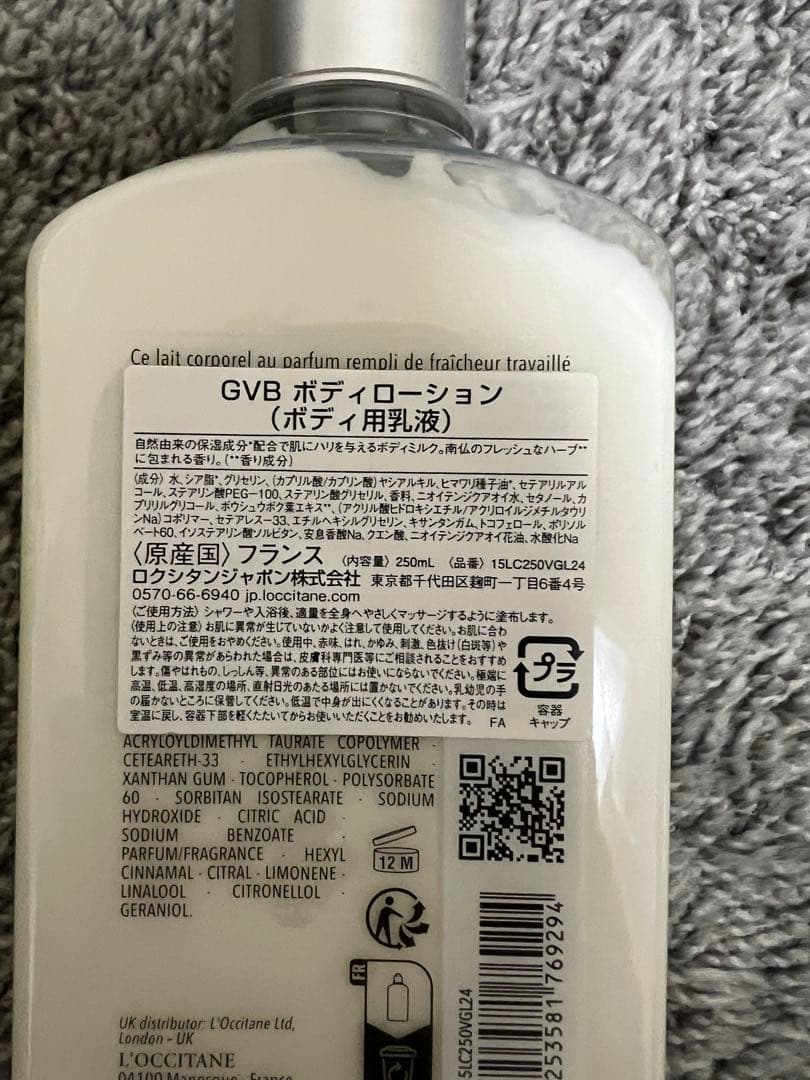 Ce lait corporel au parfum rempli de fraîcheur travaillé
GVB ボディローション
(ボディ用乳液)
自然由来の保湿成分*配合で肌にハリを与えるボディミルク。南仏のフレッシュなハーブ**
に包まれる香り。(**香り成分)
〈成分〉水、シア脂*、グリセリン、(カプリル酸/カプリン酸)ヤシアルキル、ヒマワリ種子油*、セテアリルアル
コール、ステアリン酸PEG-100、ステアリン酸グリセリル、香料、ニオイテンジクアオイ水、セタノール、カ
プリリルグリコール、ボウシュウボク葉エキス**、(アクリル酸ヒドロキシエチル/アクリロイルジメチルタウリ
ンNa)コポリマー、セテアレス-33、エチルヘキシルグリセリン、キサンタンガム、トコフェロール、ポリソル
ベート60、イソステアリン酸ソルビタン、安息香酸Na、クエン酸、ニオイテンジクアオイ花油、水酸化Na
〈原産国〉フランス 〈内容量〉250mL 〈品番〉15LC250VGL24
ロクシタンジャポン株式会社 東京都千代田区麹町一丁目6番4号
0570-66-6940 jp.loccitane.com
〈ご使用方法〉シャワーや入浴後、適量を全身へやさしくマッサージするように塗布します。
〈使用上の注意〉お肌に異常が生じていないかよく注意して使用してください。お肌に合わ
ないときは、ご使用をおやめください。使用中、赤味、はれ、かゆみ、刺激、色抜け(白斑等)や
黒ずみ等の異常があらわれた場合は、皮膚科専門医等にご相談されることをおすすめ
します。傷やはれもの、しっしん等、異常のある部位にはお使いにならないでください。極端に
高温、低温、高湿度の場所、直射日光のあたる場所には置かないでください。乳幼児の手
の届かないところに保管してください。低温で中身が出にくくなることがあります。その時は
室温に戻し、容器下部を軽くたたいてからお使いいただくことをお勧めいたします。 FA
プラ
容器
キャップ
ACRYLOYLDIMETHYL TAURATE COPOLYMER ·
CETEARETH-33 · ETHYLHEXYLGLYCERIN ·
XANTHAN GUM · TOCOPHEROL · POLYSORBATE
60 · SORBITAN ISOSTEARATE · SODIUM
HYDROXIDE · CITRIC ACID ·
SODIUM BENZOATE ·
PARFUM/FRAGRANCE · HEXYL
CINNAMAL · CITRAL · LIMONENE ·
LINALOOL · CITRONELLOL ·
GERANIOL.
12 M
FR
5LC250VGL24
253581 769294
UK distributor: L'Occitane Ltd,
London - UK
L'OCCITANE
04100 Manosque - France